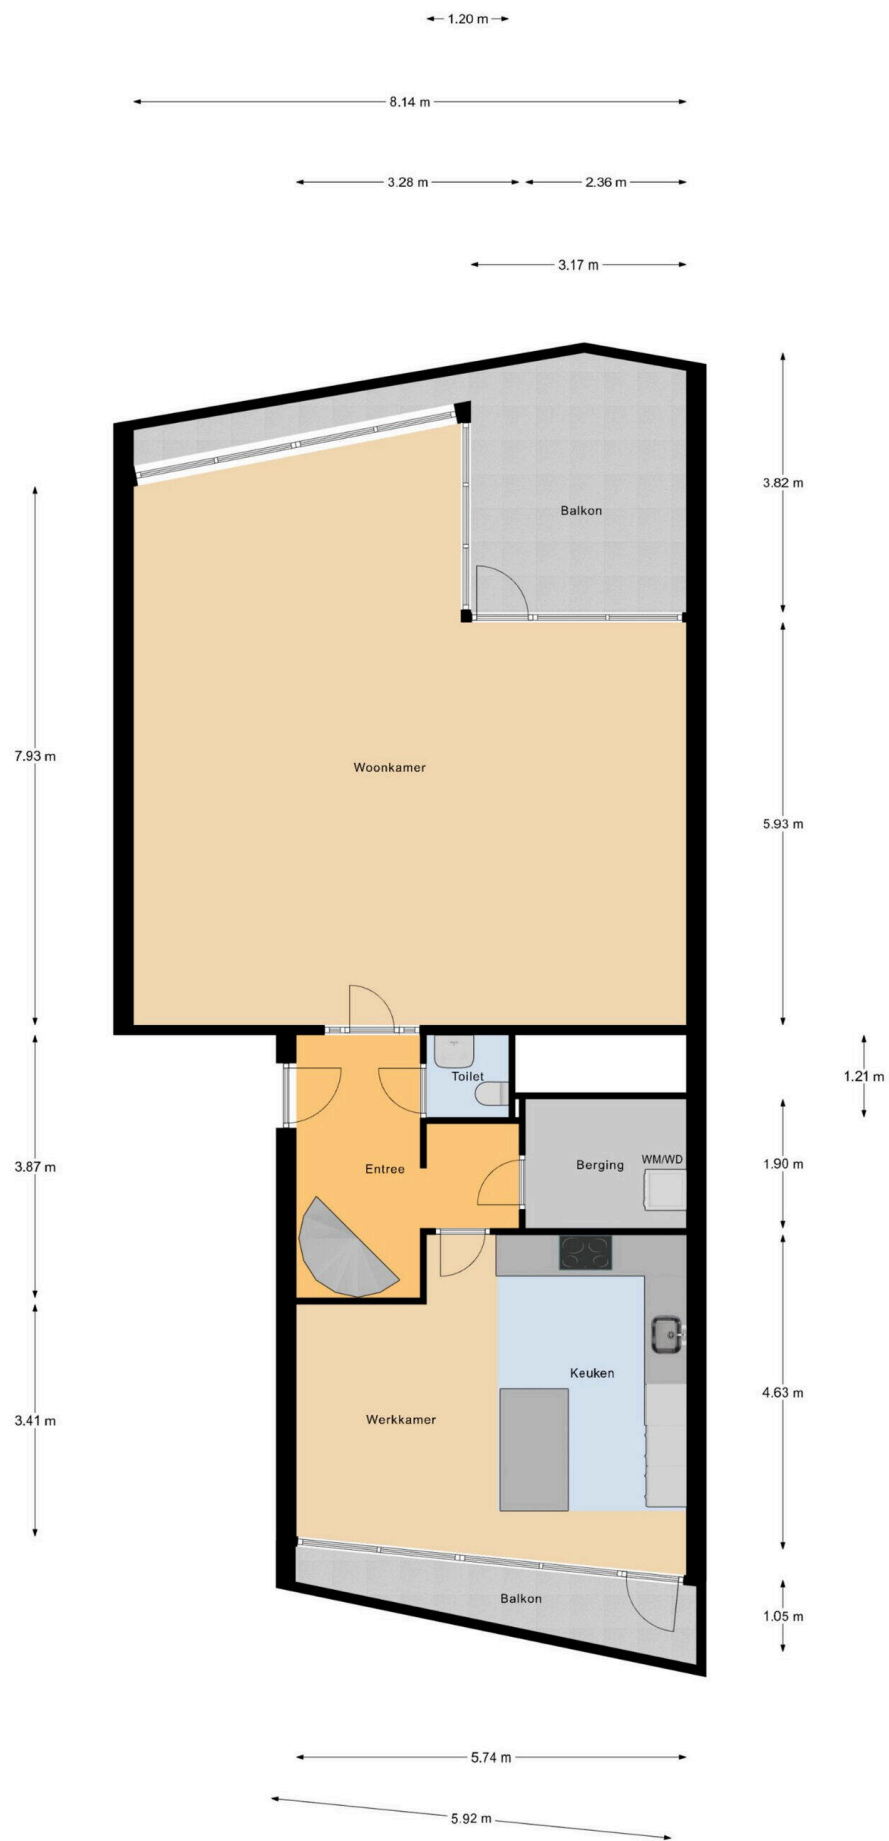 1.20 m
8.14 m
3.28 m
2.36 m
3.17 m
3.82 m
Balkon
7.93 m
Woonkamer
5.93 m
Toilet
1.21 m
3.87 m
Entree
Berging
WM/WD
1.90 m
Keuken
4.63 m
3.41 m
Werkkamer
Balkon
1.05 m
5.74 m
5.92 m